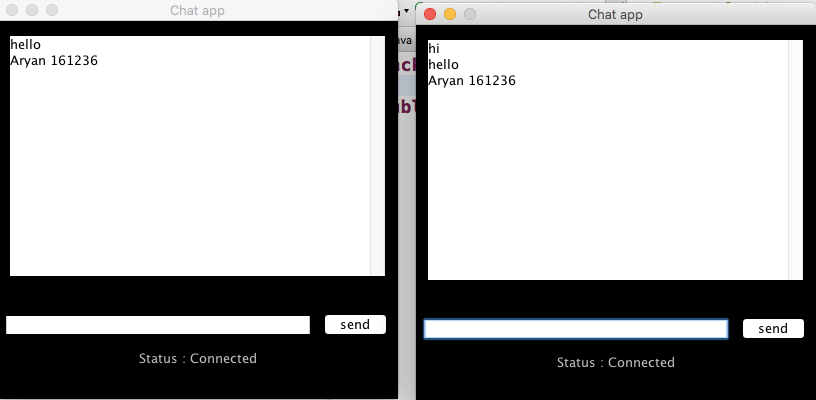 Chat app
hello
Aryan 161236
send
Status : Connected
Chat app
hi
hello
Aryan 161236
send
Status : Connected